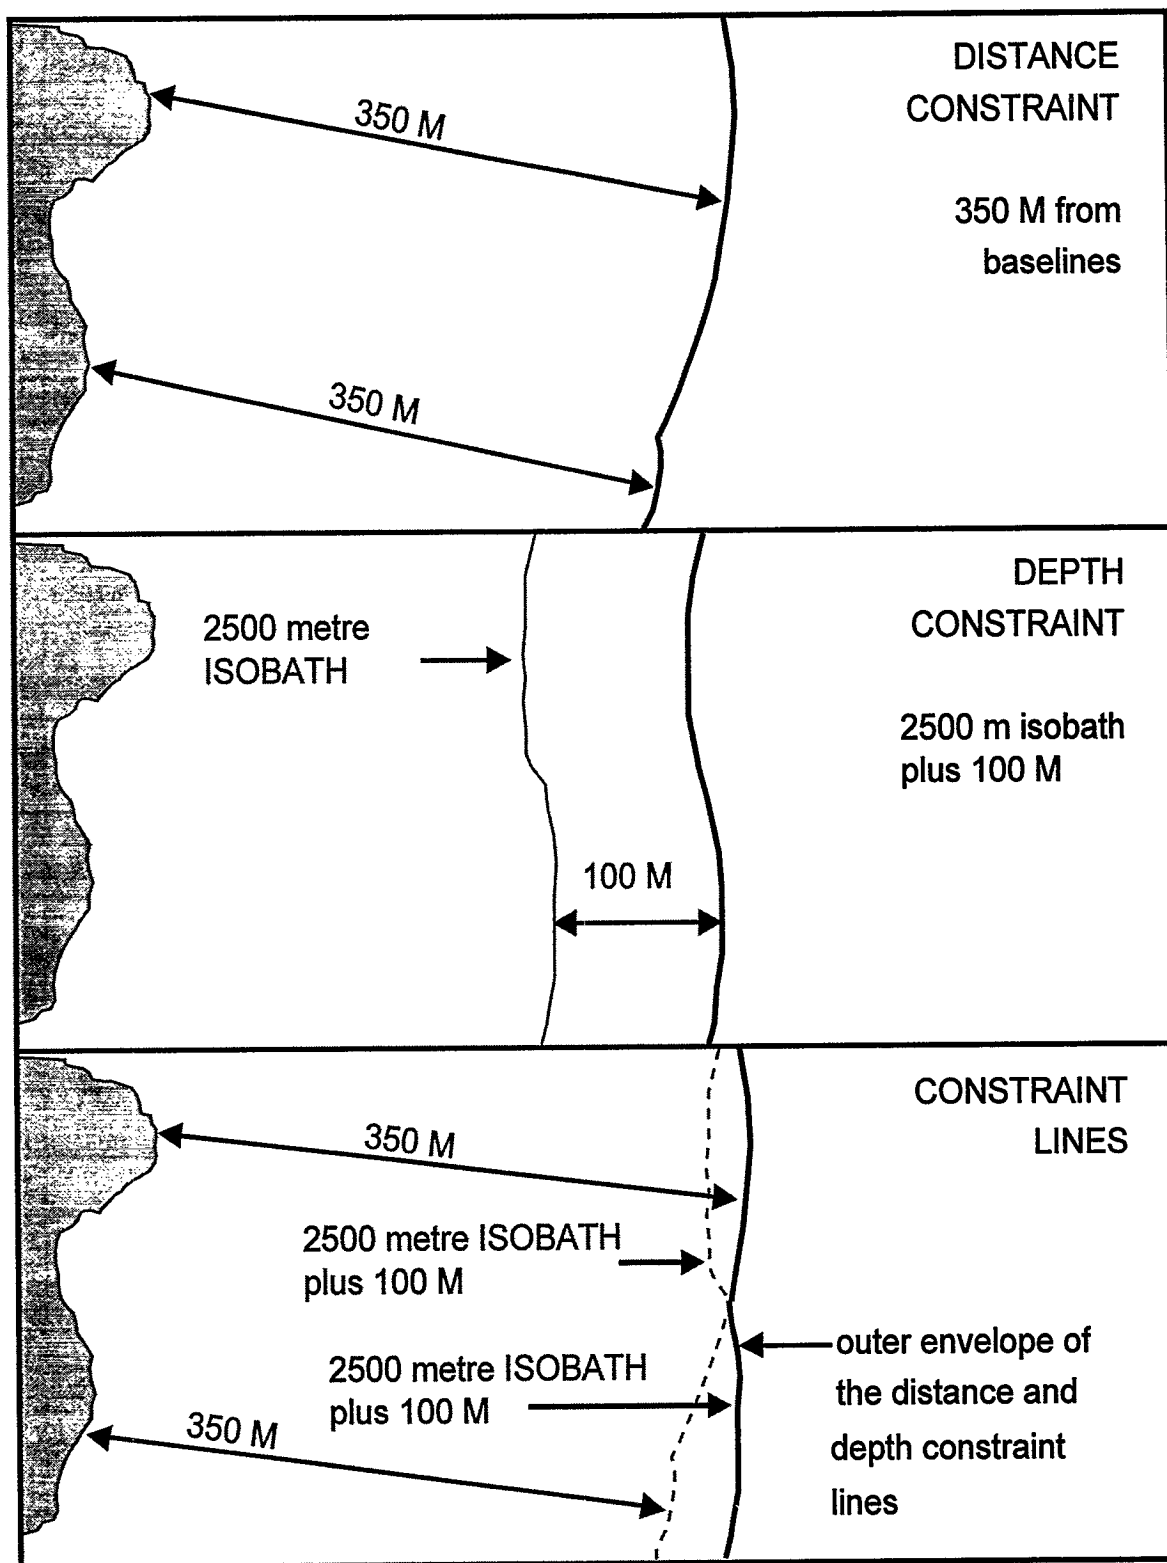 DISTANCE
CONSTRAINT
350 M
350 M from
baselines
350 M
DEPTH
CONSTRAINT
2500 metre
ISOBATH
2500 m isobath
plus 100 M
100 M
CONSTRAINT
LINES
350 M
2500 metre ISOBATH
plus 100 M
outer envelope of
the distance and
depth constraint
lines
2500 metre ISOBATH
plus 100 M
350 M